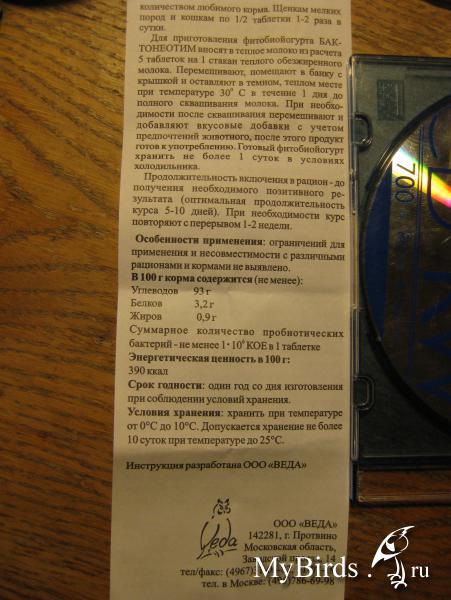 количеством любимого корма. Щенкам мелких
пород и кошкам по 1/2 таблетки 1-2 раза в
сутки.
Для приготовления фитобиойогурта БАК-
ТОНЕОТИМ вносят в теплое молоко из расчета
5 таблеток на 1 стакан теплого обезжиренного
молока. Перемешивают, помещают в банку с
крышкой и оставляют в темном, теплом месте
при температуре 30° С в течение 1 дня до
полного сквашивания молока. При необхо-
димости после сквашивания перемешивают и
добавляют вкусовые добавки с учетом
предпочтений животного, после этого продукт
готов к употреблению. Готовый фитобиойогурт
хранить не более 1 суток в условиях
холодильника.
Продолжительность включения в рацион - до
получения необходимого позитивного ре-
зультата (оптимальная продолжительность
курса 5-10 дней). При необходимости курс
повторяют с перерывом 1-2 недели.
Особенности применения: ограничений для
применения и несовместимости с различными
рационами и кормами не выявлено.
В 100 г корма содержится (не менее):
Углеводов 93 г
Белков 3,2 г
Жиров 0,9 г
Суммарное количество пробиотических
бактерий - не менее 1·10⁶ КОЕ в 1 таблетке
Энергетическая ценность в 100 г:
390 ккал
Срок годности: один год со дня изготовления
при соблюдении условий хранения.
Условия хранения: хранить при температуре
от 0°С до 10°С. Допускается хранение не более
10 суток при температуре до 25°С.
Инструкция разработана ООО «ВЕДА»
Veda
ООО «ВЕДА»
142281, г. Протвино
Московская область,
14
тел/факс: (4967)
тел. в Москве: 786-69-98
700
MyBirds.ru